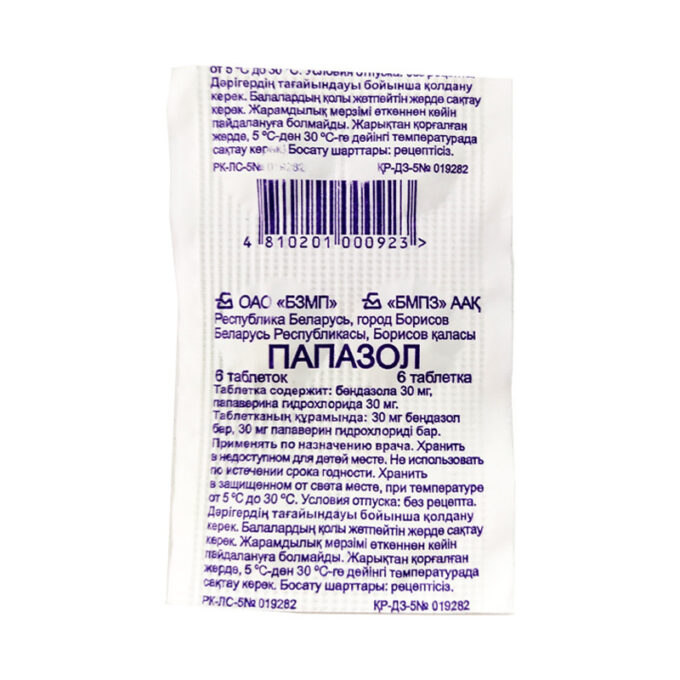 от 5 °C до 30 °C. Условия отпуска: без рецепта.
Дәрігердің тағайындауы бойынша қолдану
керек. Балалардың қолы жетпейтін жерде сақтау
керек. Жарамдылық мерзімі өткеннен кейін
пайдалануға болмайды. Жарықтан қорғалған
жерде, 5 °C-ден 30 °C-ге дейінгі температурада
сақтау керек. Босату шарттары: рецептісіз.
РК-ЛС-5№ 019282 ҚР-ДЗ-5№ 019282
4 810201 000923 >
ОАО «БЗМП» «БМПЗ» ААҚ
Республика Беларусь, город Борисов
Беларусь Республикасы, Борисов қаласы
ПАПАЗОЛ
6 таблеток 6 таблетка
Таблетка содержит: бендазола 30 мг,
папаверина гидрохлорида 30 мг.
Таблетканың құрамында: 30 мг бендазол
бар, 30 мг папаверин гидрохлориді бар.
Применять по назначению врача. Хранить
в недоступном для детей месте. Не использовать
по истечении срока годности. Хранить
в защищенном от света месте, при температуре
от 5 °C до 30 °C. Условия отпуска: без рецепта.
Дәрігердің тағайындауы бойынша қолдану
керек. Балалардың қолы жетпейтін жерде сақтау
керек. Жарамдылық мерзімі өткеннен кейін
пайдалануға болмайды. Жарықтан қорғалған
жерде, 5 °C-ден 30 °C-ге дейінгі температурада
сақтау керек. Босату шарттары: рецептісіз.
РК-ЛС-5№ 019282 ҚР-ДЗ-5№ 019282